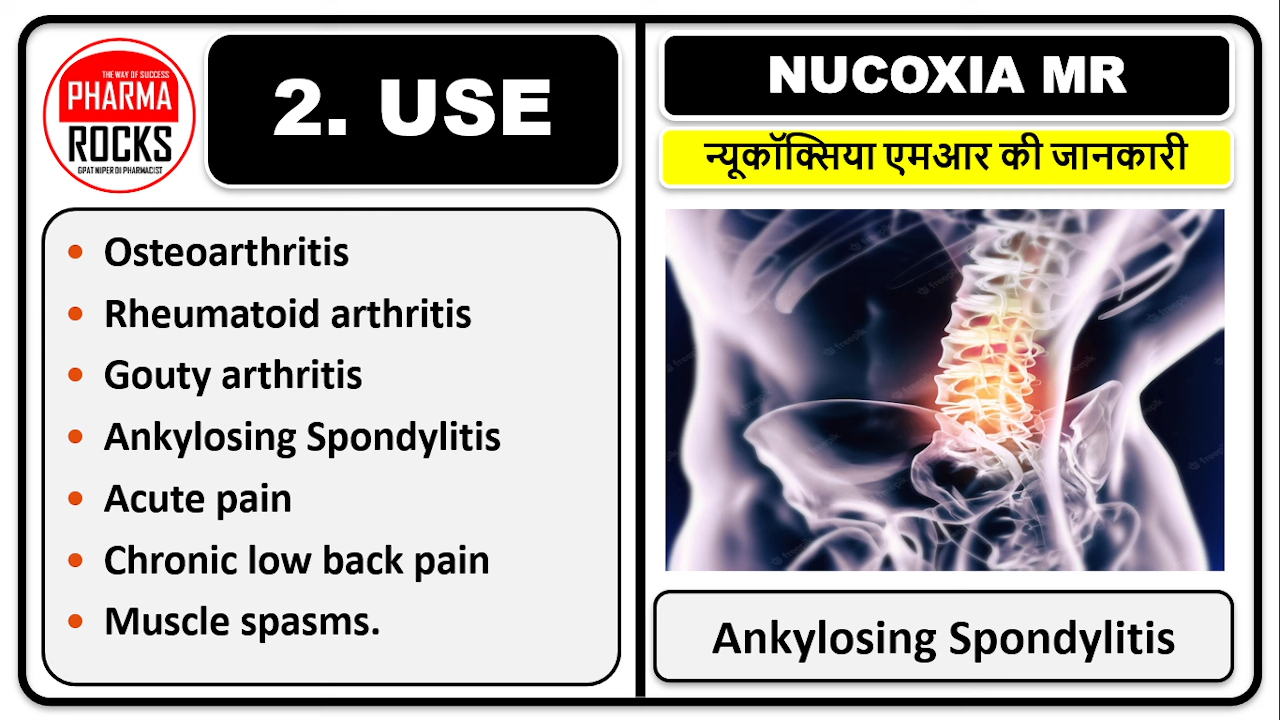 THE WAY OF SUCCESS
PHARMA
ROCKS
GPAT NIPER DI PHARMACIST
2. USE
• Osteoarthritis
• Rheumatoid arthritis
• Gouty arthritis
• Ankylosing Spondylitis
• Acute pain
• Chronic low back pain
• Muscle spasms.
NUCOXIA MR
न्यूकॉक्सिया एमआर की जानकारी
freepik
Ankylosing Spondylitis